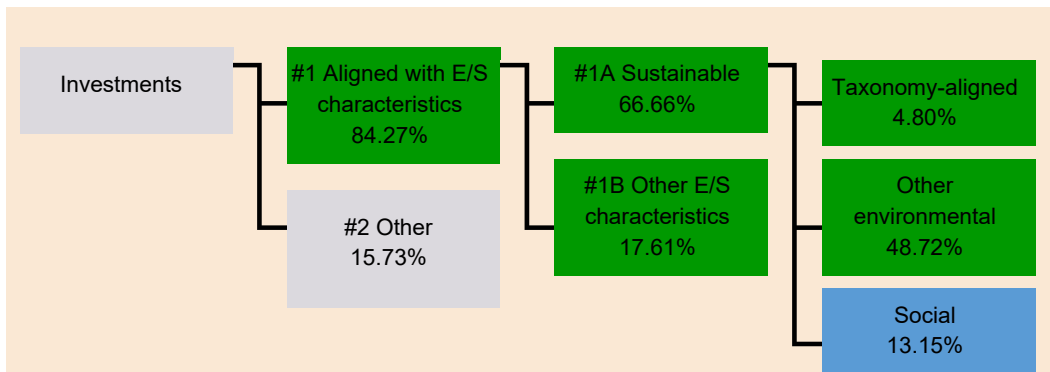 Investments
#1 Aligned with E/S
characteristics
84.27%
#2 Other
15.73%
#1A Sustainable
66.66%
#1B Other E/S
characteristics
17.61%
Taxonomy-aligned
4.80%
Other
environmental
48.72%
Social
13.15%